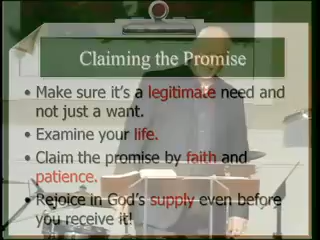 Claiming the Promise
• Make sure it's a legitimate need and
not just a want.
• Examine your life.
• Claim the promise by faith and
patience.
• Rejoice in God's supply even before
you receive it!